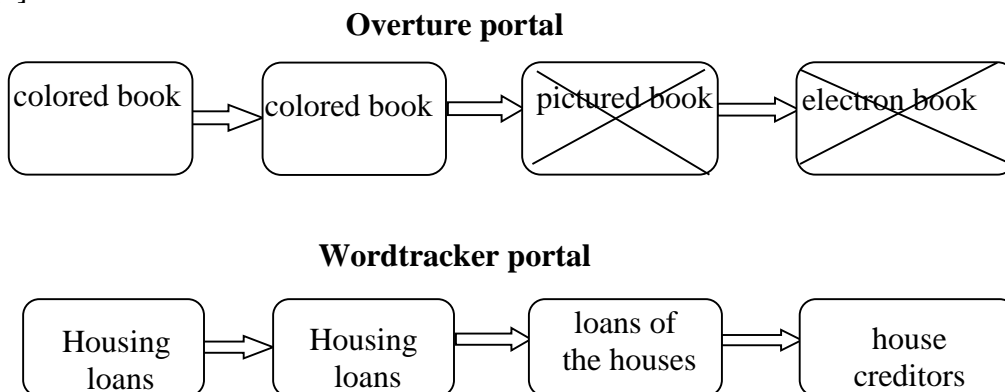 ]
Overture portal
colored book
colored book
pictured book
electron book
Wordtracker portal
Housing
loans
Housing
loans
loans of
the houses
house
creditors